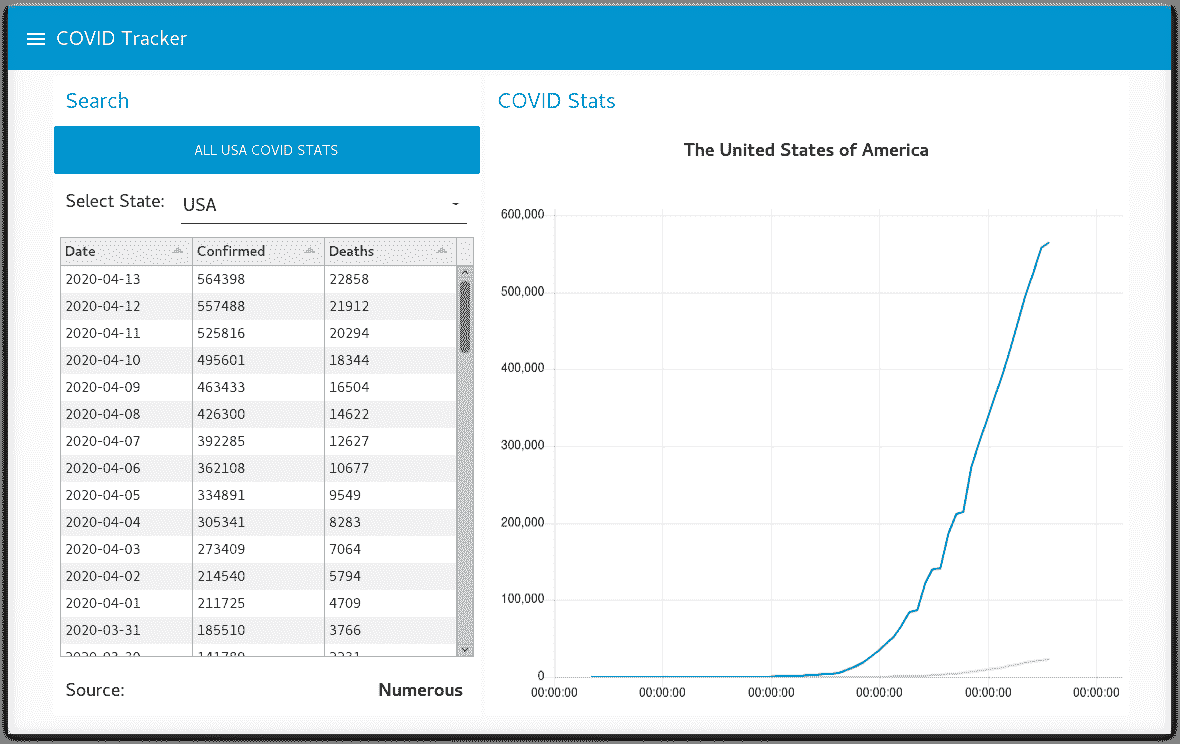 COVID Tracker
Search
ALL USA COVID STATS
Select State: USA
Date Confirmed Deaths
2020-04-13 564398 22858
2020-04-12 557488 21912
2020-04-11 525816 20294
2020-04-10 495601 18344
2020-04-09 463433 16504
2020-04-08 426300 14622
2020-04-07 392285 12627
2020-04-06 362108 10677
2020-04-05 334891 9549
2020-04-04 305341 8283
2020-04-03 273409 7064
2020-04-02 214540 5794
2020-04-01 211725 4709
2020-03-31 185510 3766
Source: Numerous
COVID Stats
The United States of America
600,000
500,000
400,000
300,000
200,000
100,000
0
00:00:00 00:00:00 00:00:00 00:00:00 00:00:00 00:00:00